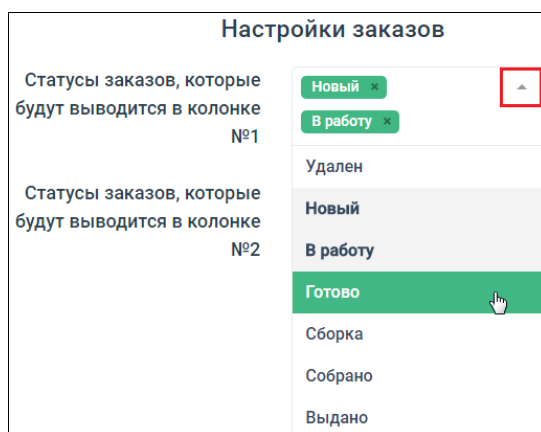 Настройки заказов
Статусы заказов, которые
будут выводится в колонке
№1
Новый ×
В работу ×
Удален
Статусы заказов, которые
будут выводится в колонке
№2
Новый
В работу
Готово
Сборка
Собрано
Выдано